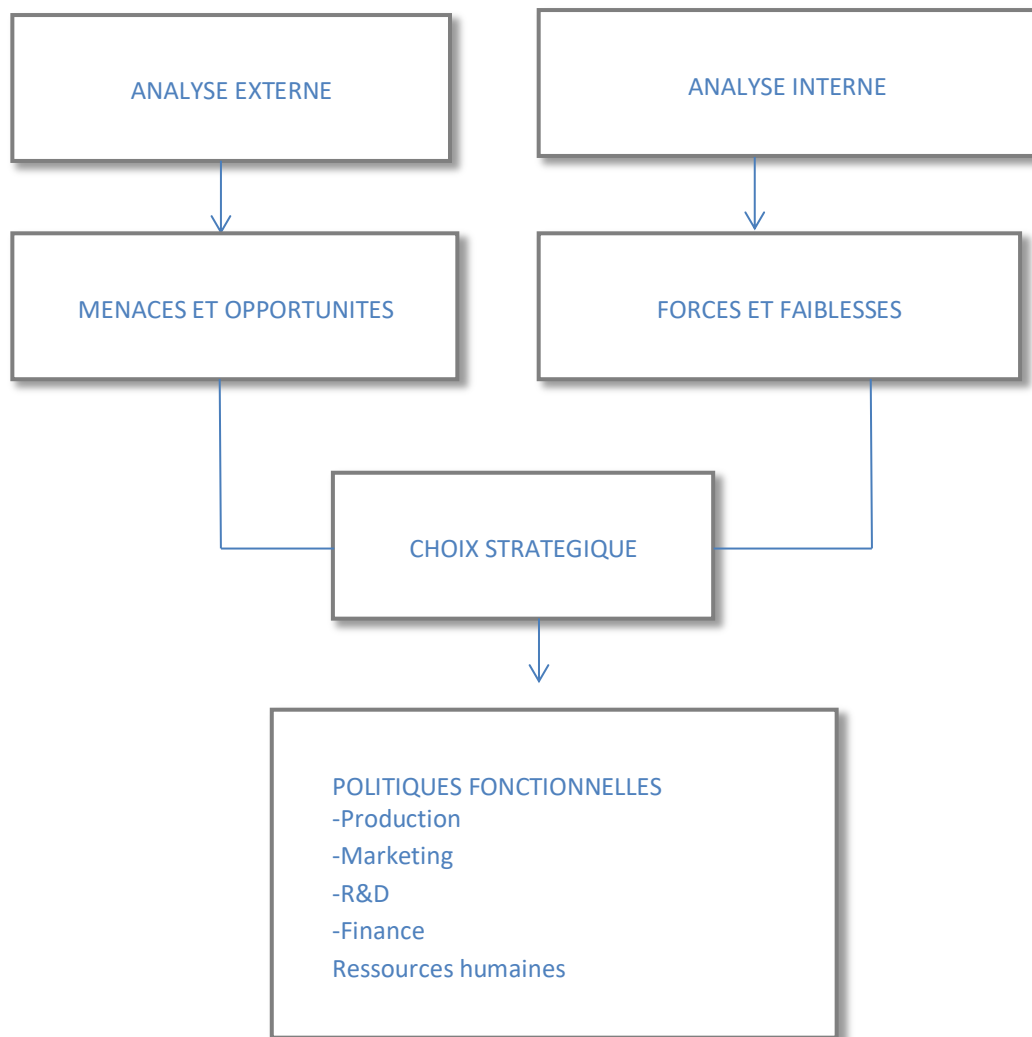 ANALYSE EXTERNE
ANALYSE INTERNE
MENACES ET OPPORTUNITES
FORCES ET FAIBLESSES
CHOIX STRATEGIQUE
POLITIQUES FONCTIONNELLES
-Production
-Marketing
-R&D
-Finance
Ressources humaines